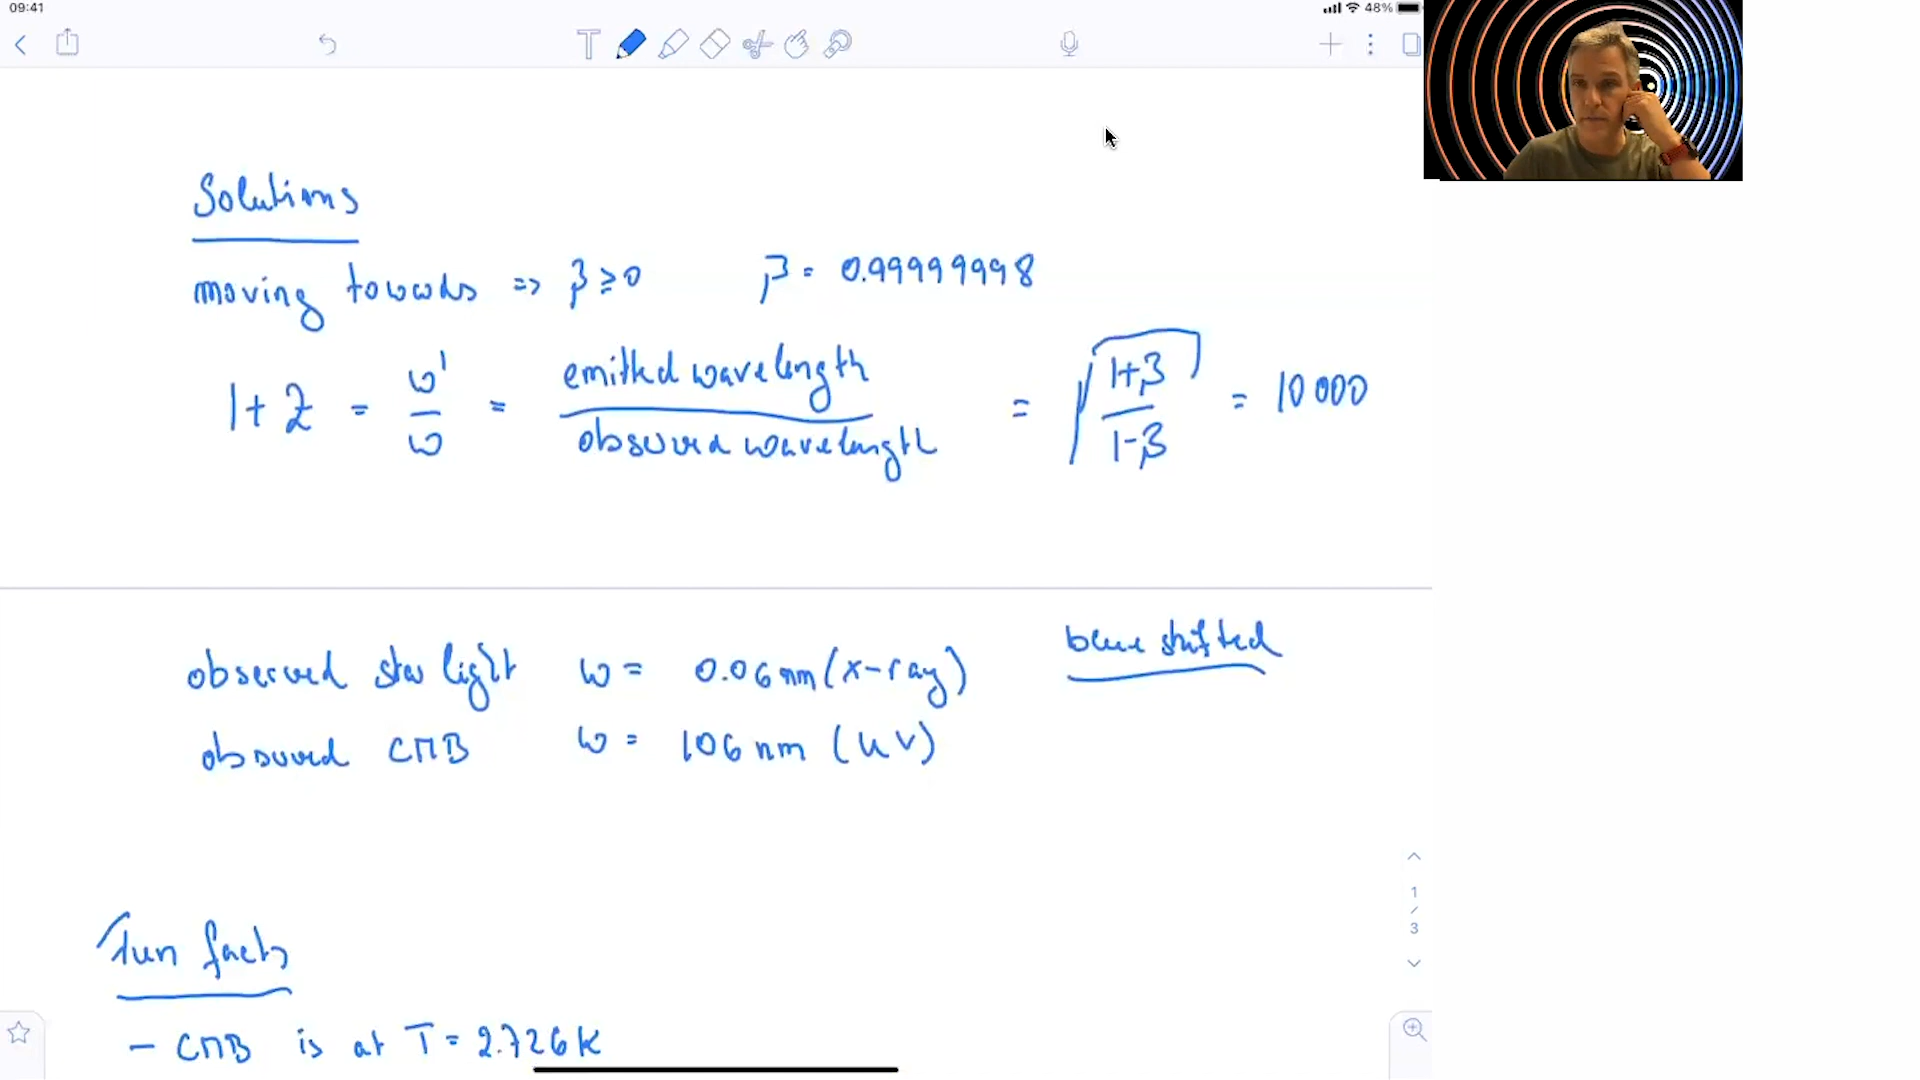 09:41
48%
Solutions
moving towards => β ≥ 0 β = 0.99999998
1 + z = w' / w = emitted wavelength / observed wavelength = √((1+β) / (1-β)) = 10 000
blue shifted
observed star light w = 0.06 nm (x-ray)
observed CMB w = 106 nm (UV)
1
/
3
Fun facts
- CMB is at T = 2.726 K